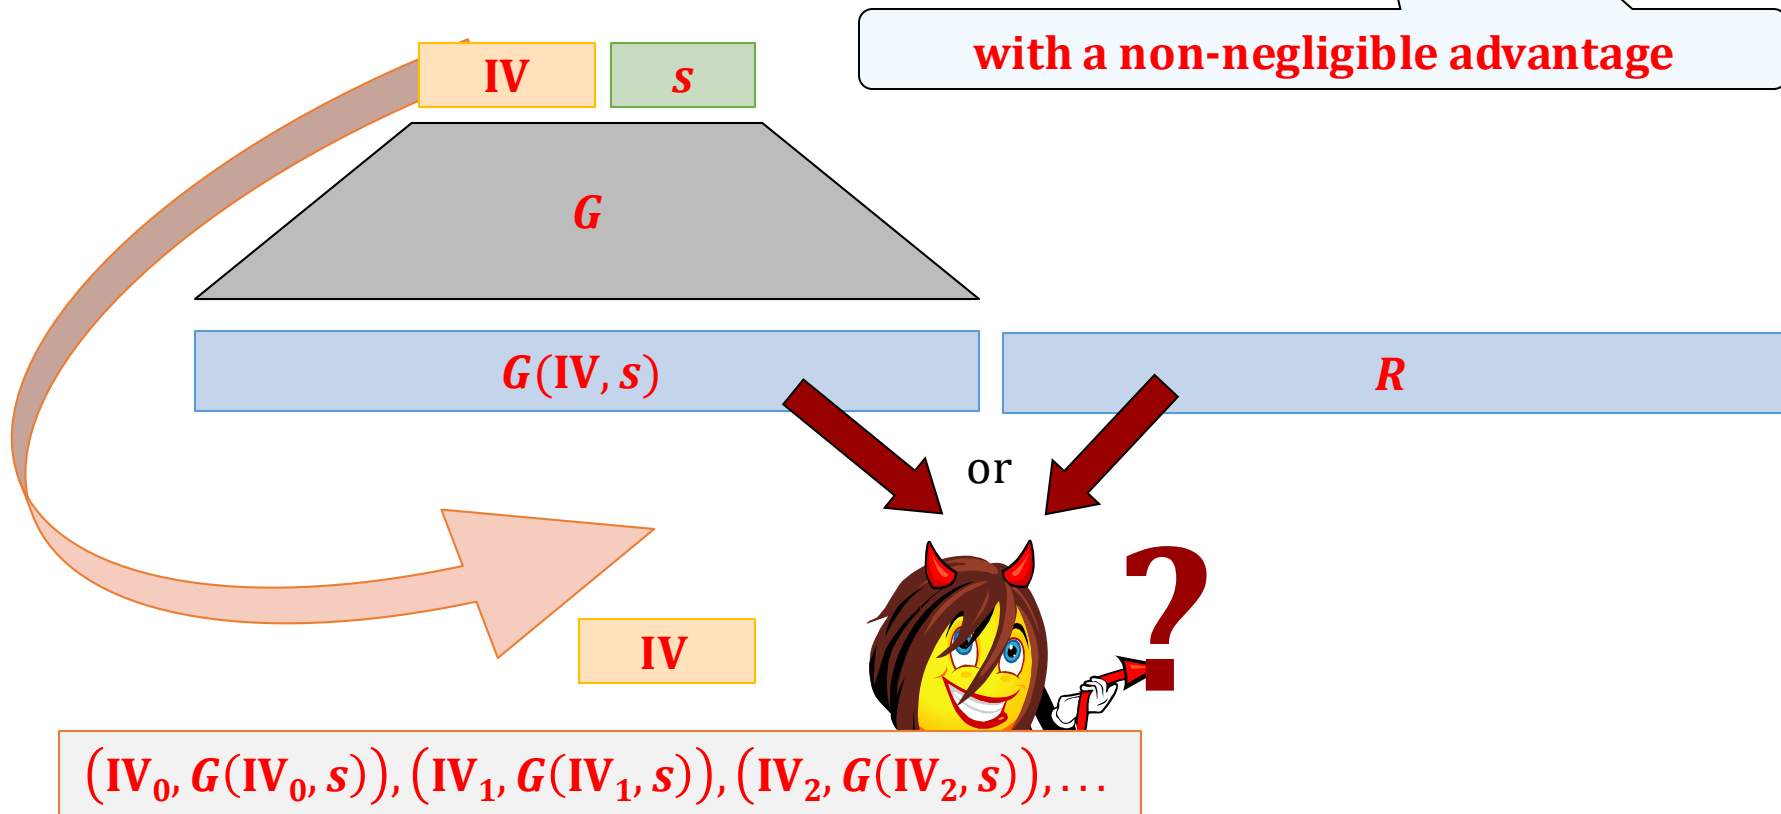 with a non-negligible advantage
IV s
G
G(IV, s) R
or
?
IV
(IV₀, G(IV₀, s)), (IV₁, G(IV₁, s)), (IV₂, G(IV₂, s)), ...